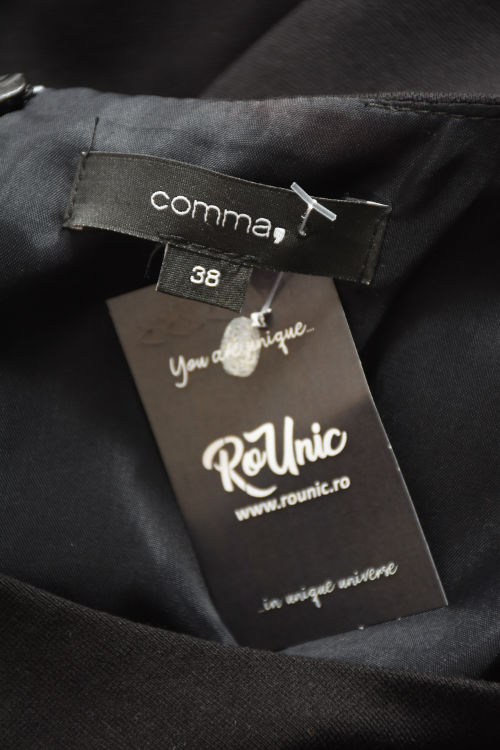 comma,
38
You are unique...
RoUnic
www.rounic.ro
...in unique universe